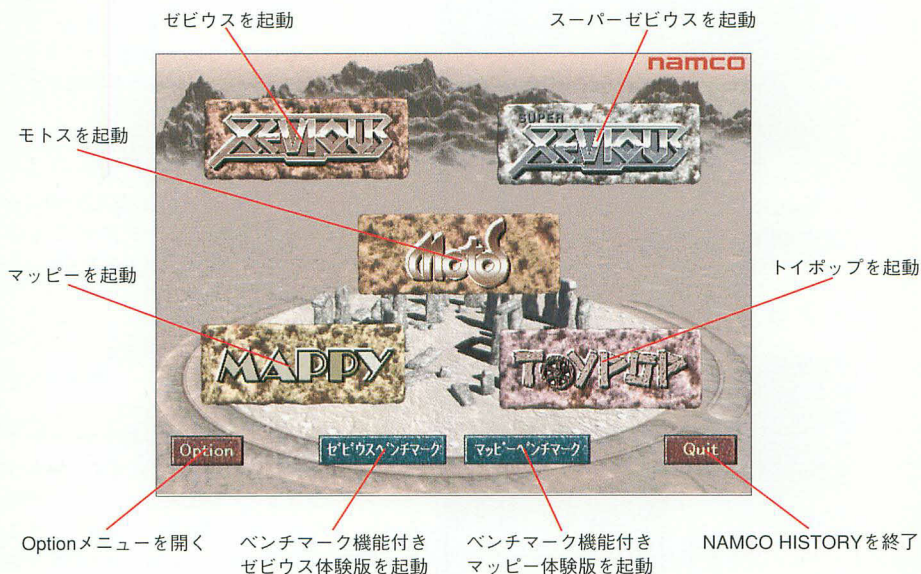 ゼビウスを起動
スーパーゼビウスを起動
namco
XEVIOUS
SUPER
XEVIOUS
モトスを起動
Motos
マッピーを起動
トイポップを起動
MAPPY
TOYPOP
Option
ゼビウスベンチマーク
マッピーベンチマーク
Quit
Optionメニューを開く
ベンチマーク機能付き
ゼビウス体験版を起動
ベンチマーク機能付き
マッピー体験版を起動
NAMCO HISTORYを終了